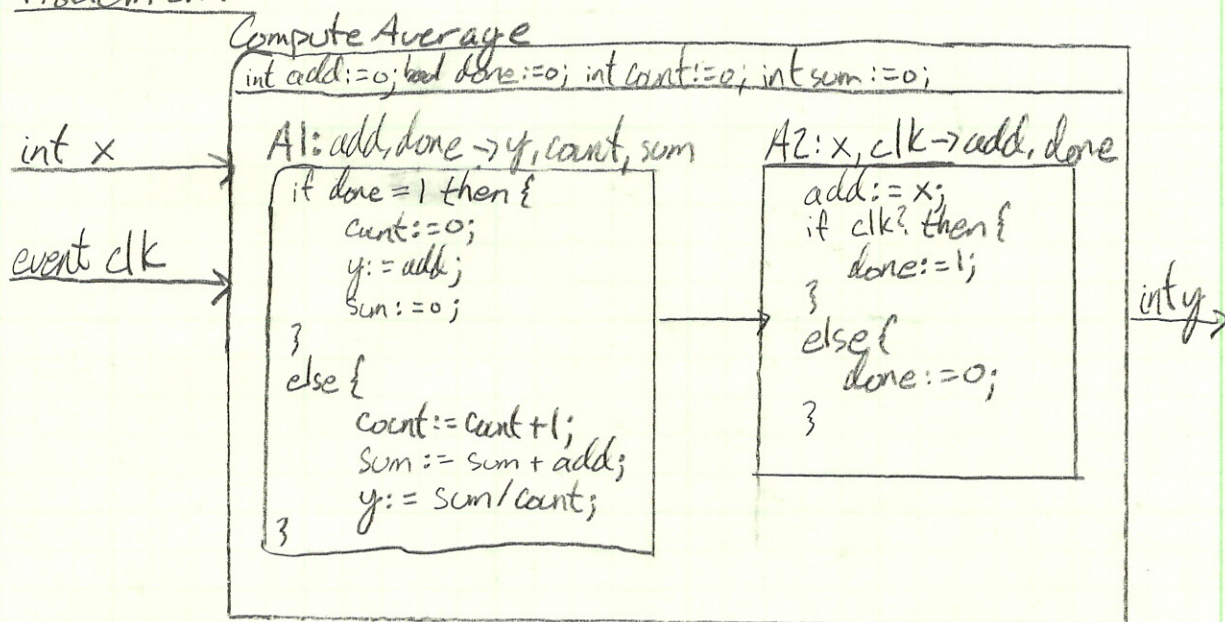 Compute Average
int add:=0; bool done:=0; int count:=0; int sum:=0;
int x
event clk
A1: add, done → y, count, sum
if done = 1 then {
count:=0;
y:= add;
sum:=0;
}
else {
count:= count +1;
sum := sum + add;
y:= sum/count;
}
A2: x, clk → add, done
add:= x;
if clk? then {
done:=1;
}
else {
done:=0;
}
int y